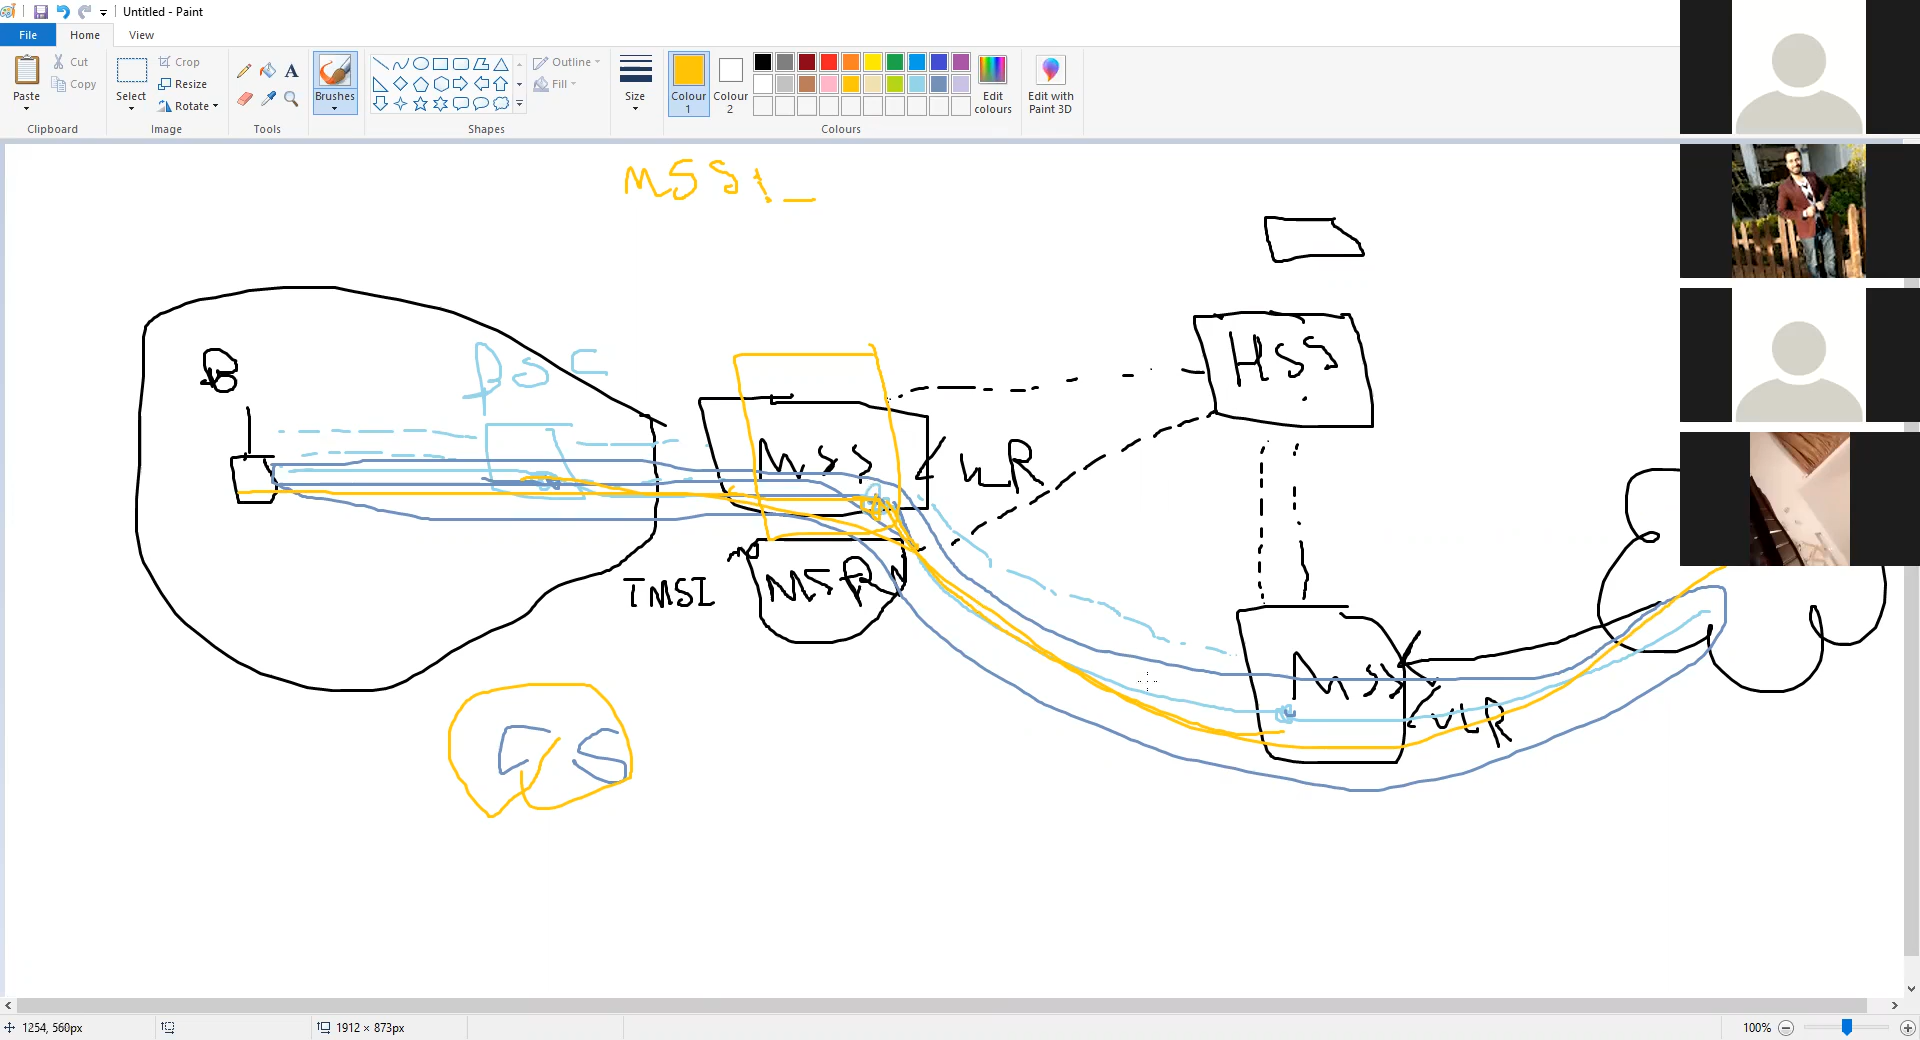 Untitled - Paint
File Home View
Paste
Cut
Copy
Clipboard
Select
Crop
Resize
Rotate
Image
Tools
Brushes
Shapes
Outline
Fill
Size
Colour 1
Colour 2
Edit colours
Colours
Edit with Paint 3D
MSS
B
BSC
HSS
MSS
VLR
TMSI
MSRN
MSS
VLR
1254, 560px
1912 × 873px
100%